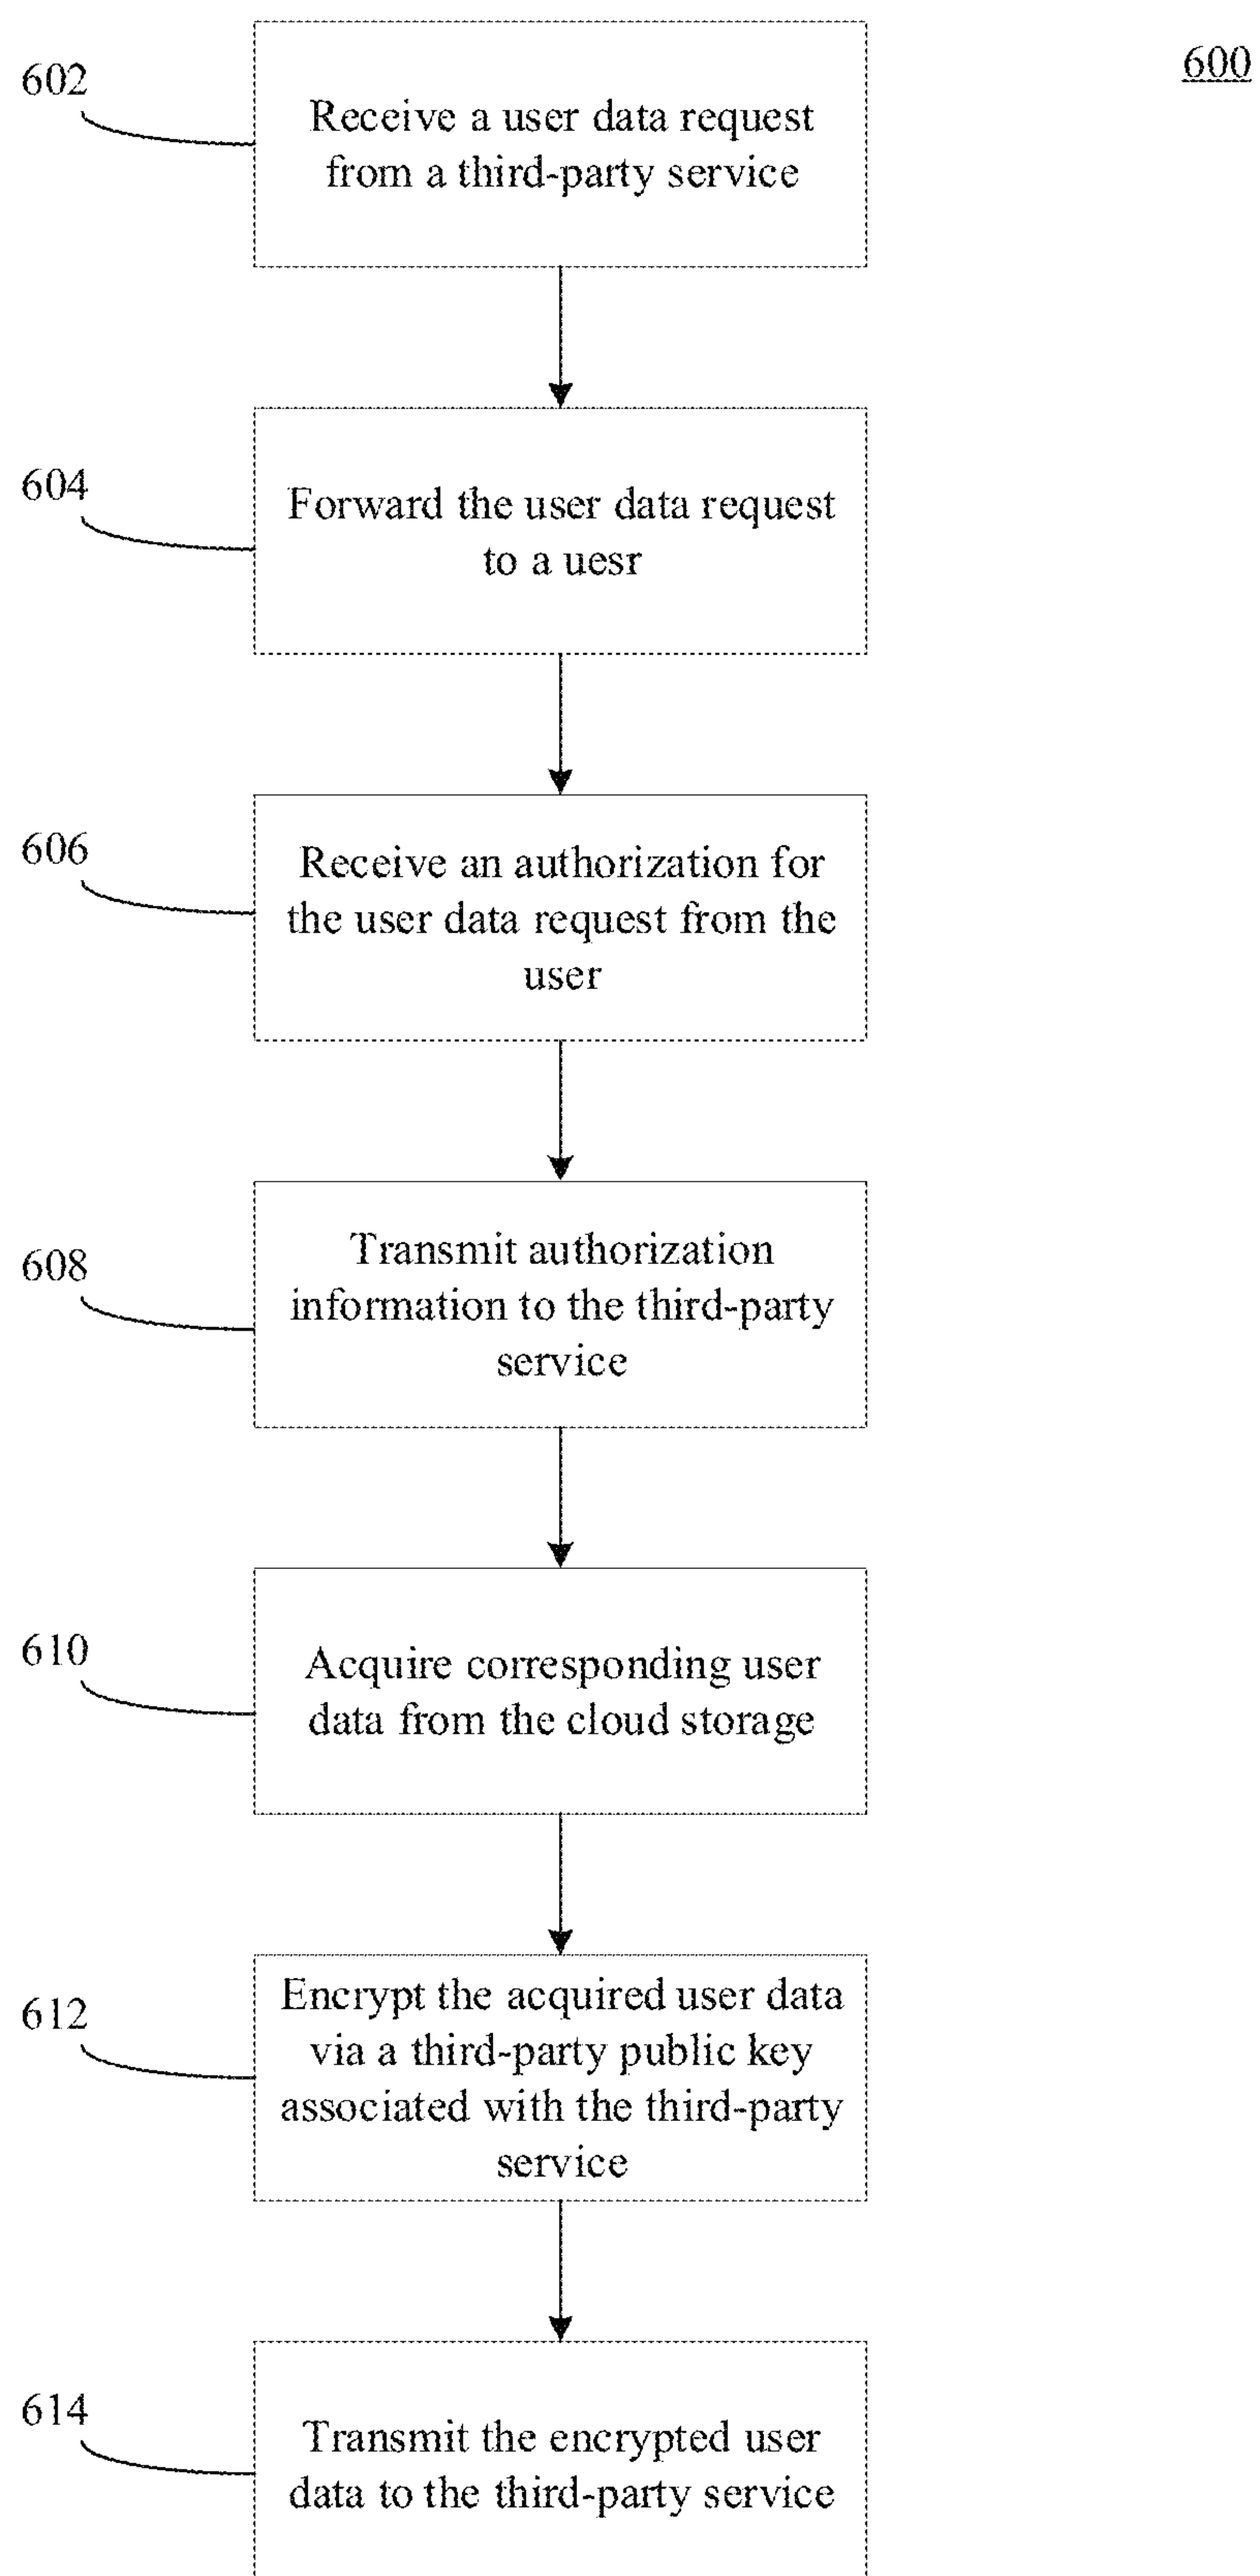 600
602
Receive a user data request
from a third-party service
604
Forward the user data request
to a uesr
606
Receive an authorization for
the user data request from the
user
608
Transmit authorization
information to the third-party
service
610
Acquire corresponding user
data from the cloud storage
612
Encrypt the acquired user data
via a third-party public key
associated with the third-party
service
614
Transmit the encrypted user
data to the third-party service